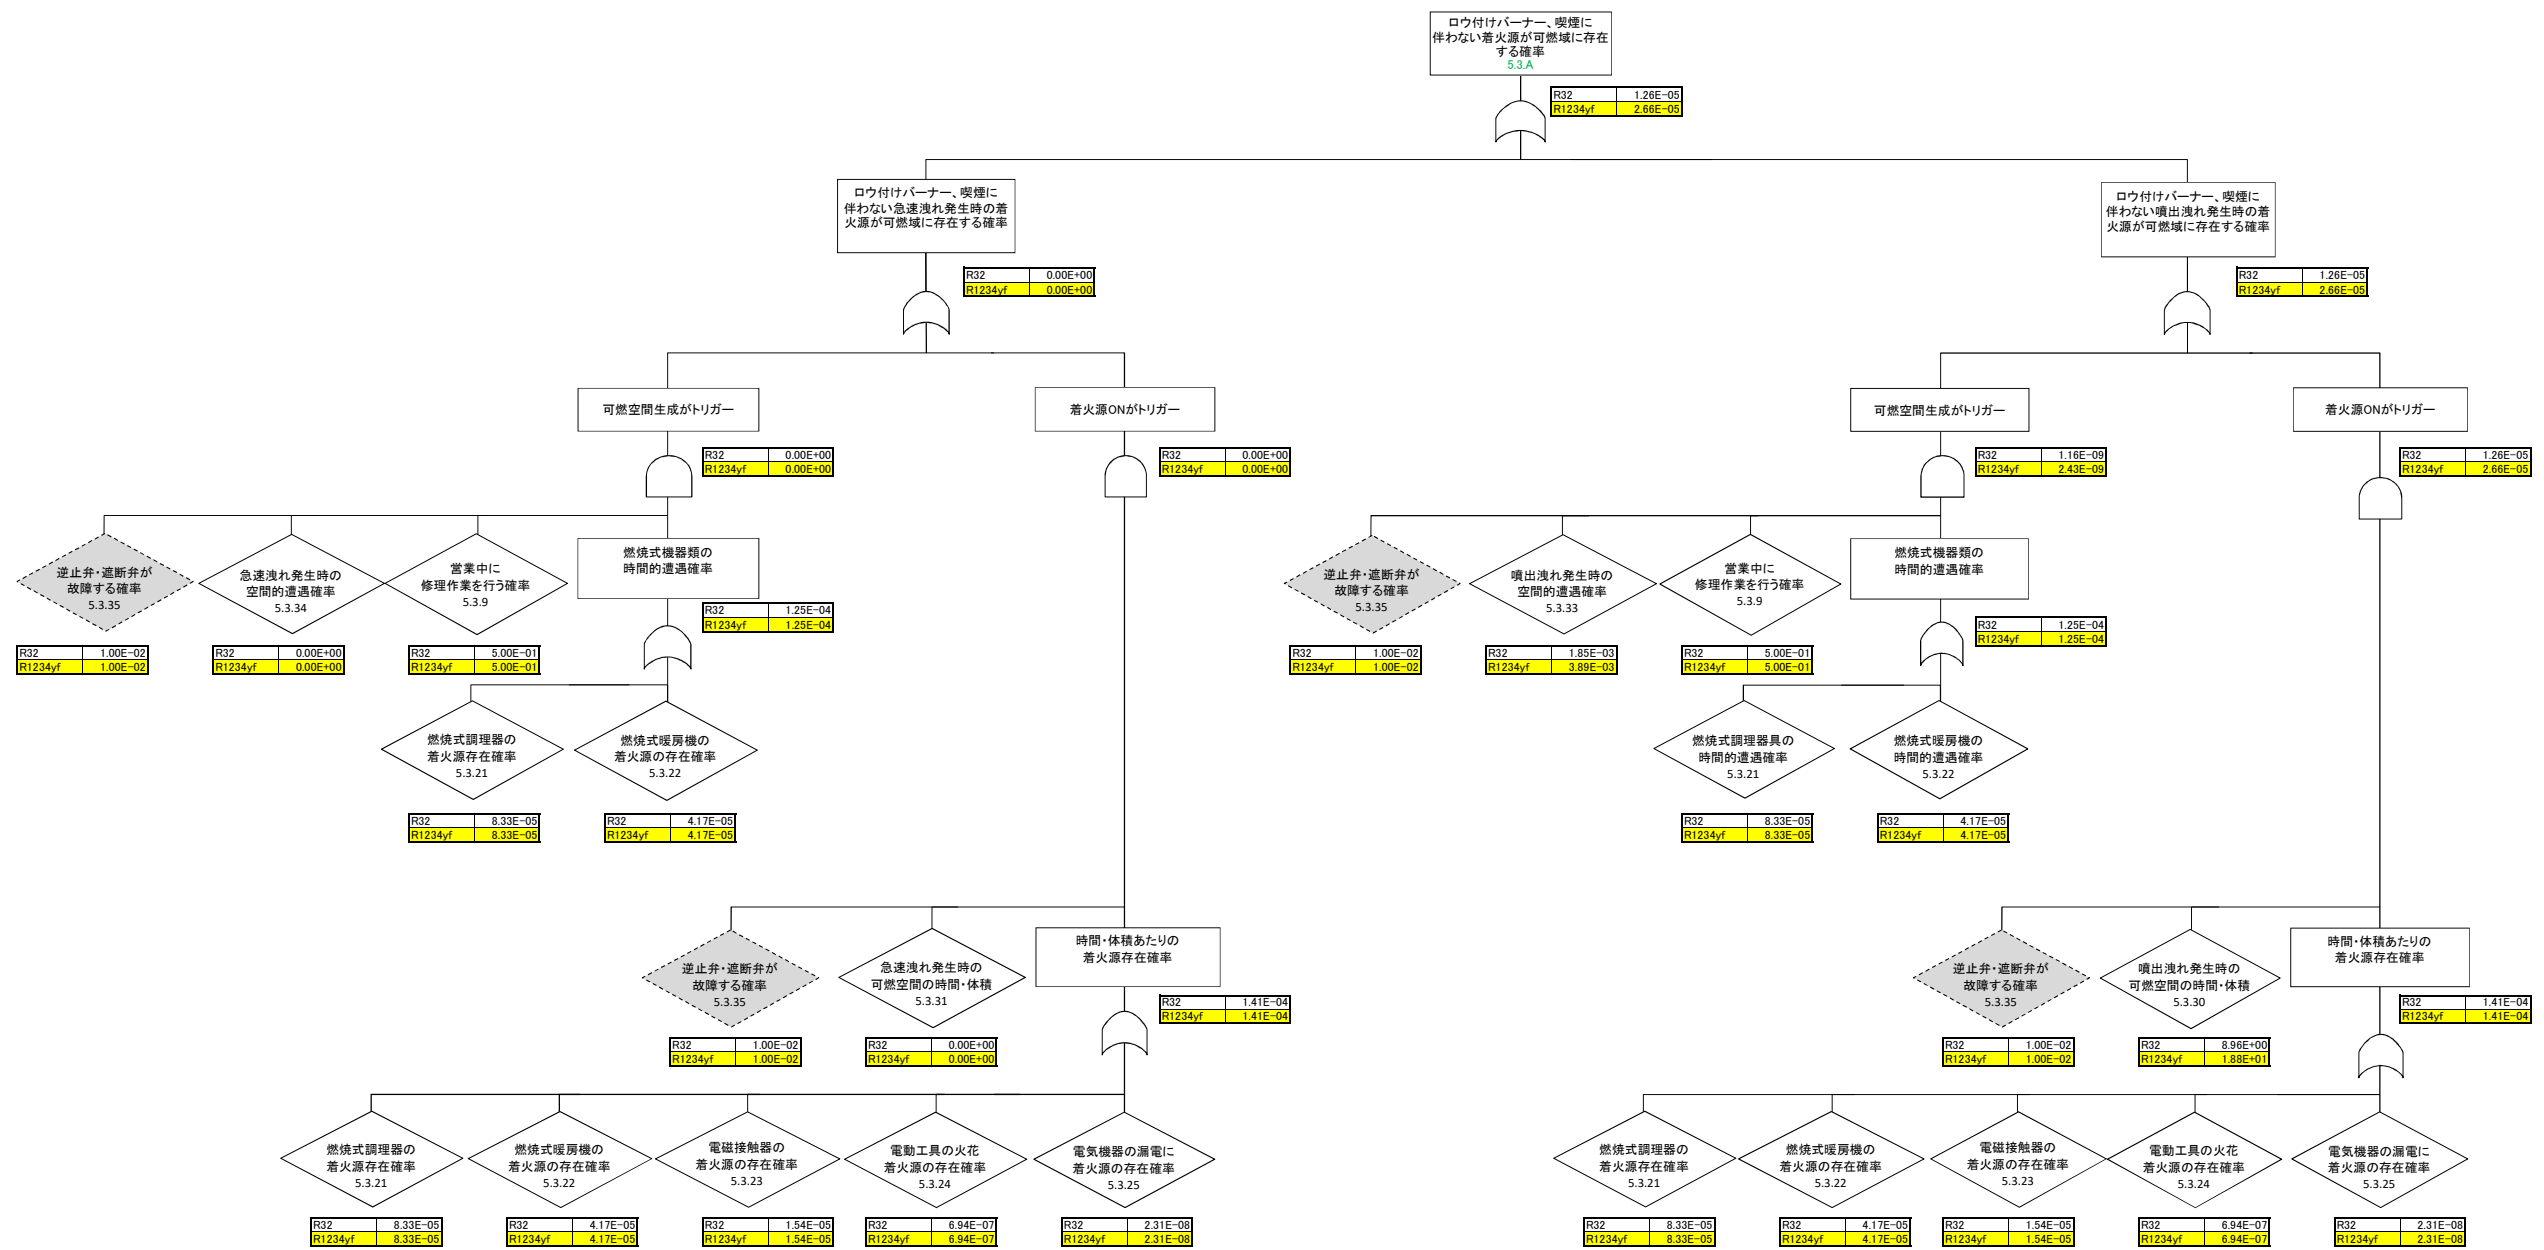 ロウ付けバーナー、喫煙に
伴わない着火源が可燃域に存在
する確率
5.3.A
R32 1.26E-05
R1234yf 2.66E-05
ロウ付けバーナー、喫煙に
伴わない急速洩れ発生時の着
火源が可燃域に存在する確率
R32 0.00E+00
R1234yf 0.00E+00
ロウ付けバーナー、喫煙に
伴わない噴出洩れ発生時の着
火源が可燃域に存在する確率
R32 1.26E-05
R1234yf 2.66E-05
可燃空間生成がトリガー
R32 0.00E+00
R1234yf 0.00E+00
着火源ONがトリガー
R32 0.00E+00
R1234yf 0.00E+00
可燃空間生成がトリガー
R32 1.16E-09
R1234yf 2.43E-09
着火源ONがトリガー
R32 1.26E-05
R1234yf 2.66E-05
逆止弁・遮断弁が
故障する確率
5.3.35
R32 1.00E-02
R1234yf 1.00E-02
急速洩れ発生時の
空間的遭遇確率
5.3.34
R32 0.00E+00
R1234yf 0.00E+00
営業中に
修理作業を行う確率
5.3.9
R32 5.00E-01
R1234yf 5.00E-01
燃焼式機器類の
時間的遭遇確率
R32 1.25E-04
R1234yf 1.25E-04
逆止弁・遮断弁が
故障する確率
5.3.35
R32 1.00E-02
R1234yf 1.00E-02
噴出洩れ発生時の
空間的遭遇確率
5.3.33
R32 1.85E-03
R1234yf 3.89E-03
営業中に
修理作業を行う確率
5.3.9
R32 5.00E-01
R1234yf 5.00E-01
燃焼式機器類の
時間的遭遇確率
R32 1.25E-04
R1234yf 1.25E-04
燃焼式調理器の
着火源存在確率
5.3.21
R32 8.33E-05
R1234yf 8.33E-05
燃焼式暖房機の
着火源の存在確率
5.3.22
R32 4.17E-05
R1234yf 4.17E-05
燃焼式調理器具の
時間的遭遇確率
5.3.21
R32 8.33E-05
R1234yf 8.33E-05
燃焼式暖房機の
時間的遭遇確率
5.3.22
R32 4.17E-05
R1234yf 4.17E-05
逆止弁・遮断弁が
故障する確率
5.3.35
R32 1.00E-02
R1234yf 1.00E-02
急速洩れ発生時の
可燃空間の時間・体積
5.3.31
R32 0.00E+00
R1234yf 0.00E+00
時間・体積あたりの
着火源存在確率
R32 1.41E-04
R1234yf 1.41E-04
逆止弁・遮断弁が
故障する確率
5.3.35
R32 1.00E-02
R1234yf 1.00E-02
噴出洩れ発生時の
可燃空間の時間・体積
5.3.30
R32 8.96E+00
R1234yf 1.88E+01
時間・体積あたりの
着火源存在確率
R32 1.41E-04
R1234yf 1.41E-04
燃焼式調理器の
着火源存在確率
5.3.21
R32 8.33E-05
R1234yf 8.33E-05
燃焼式暖房機の
着火源の存在確率
5.3.22
R32 4.17E-05
R1234yf 4.17E-05
電磁接触器の
着火源の存在確率
5.3.23
R32 1.54E-05
R1234yf 1.54E-05
電動工具の火花
着火源の存在確率
5.3.24
R32 6.94E-07
R1234yf 6.94E-07
電気機器の漏電に
着火源の存在確率
5.3.25
R32 2.31E-08
R1234yf 2.31E-08
燃焼式調理器の
着火源存在確率
5.3.21
R32 8.33E-05
R1234yf 8.33E-05
燃焼式暖房機の
着火源の存在確率
5.3.22
R32 4.17E-05
R1234yf 4.17E-05
電磁接触器の
着火源の存在確率
5.3.23
R32 1.54E-05
R1234yf 1.54E-05
電動工具の火花
着火源の存在確率
5.3.24
R32 6.94E-07
R1234yf 6.94E-07
電気機器の漏電に
着火源の存在確率
5.3.25
R32 2.31E-08
R1234yf 2.31E-08